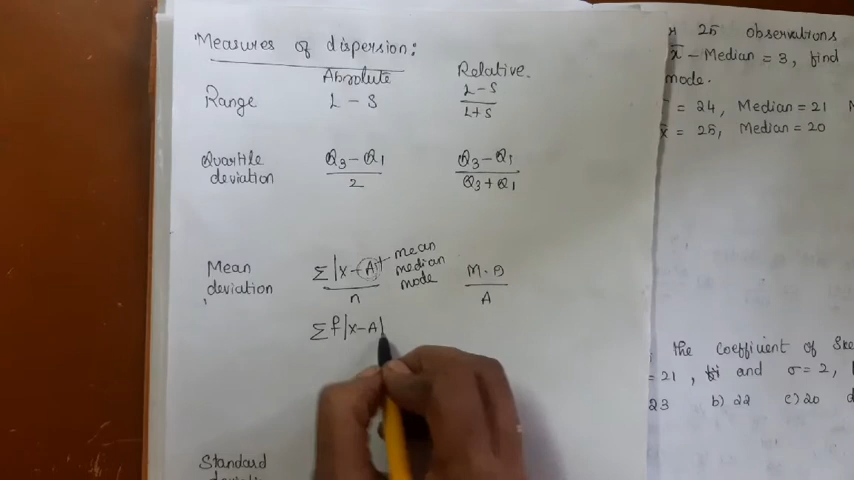 Measures of dispersion:
Absolute Relative.
Range L - S L - S
L + S
Quartile deviation Q3 - Q1
2 Q3 - Q1
Q3 + Q1
Mean deviation Σ|x - A|
n mean
median
mode M.D
A
Σf|x-A|
Standard
25 observations
x̄ - Median = 3, find
mode.
= 24, Median = 21
x̄ = 25, Median = 20
the coefficient of Ske
= 21, and σ = 2,
23 b) 22 c) 20